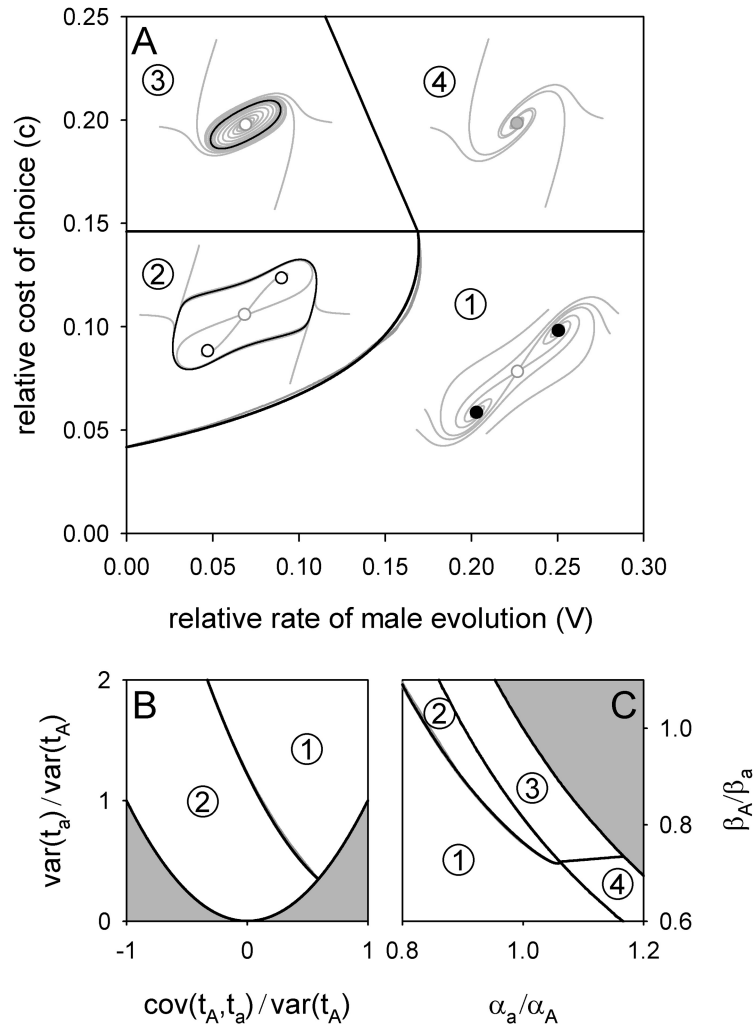 A
relative cost of choice (c)
0.25
0.20
0.15
0.10
0.05
0.00
3
4
2
1
0.00 0.05 0.10 0.15 0.20 0.25 0.30
relative rate of male evolution (V)
B
var(tₐ)/var(t_A)
2
1
0
1
2
-1 0 1
cov(t_A,tₐ)/var(t_A)
C
2
3
1
4
1.0
0.8
0.6
β_A/βₐ
0.8 1.0 1.2
αₐ/α_A